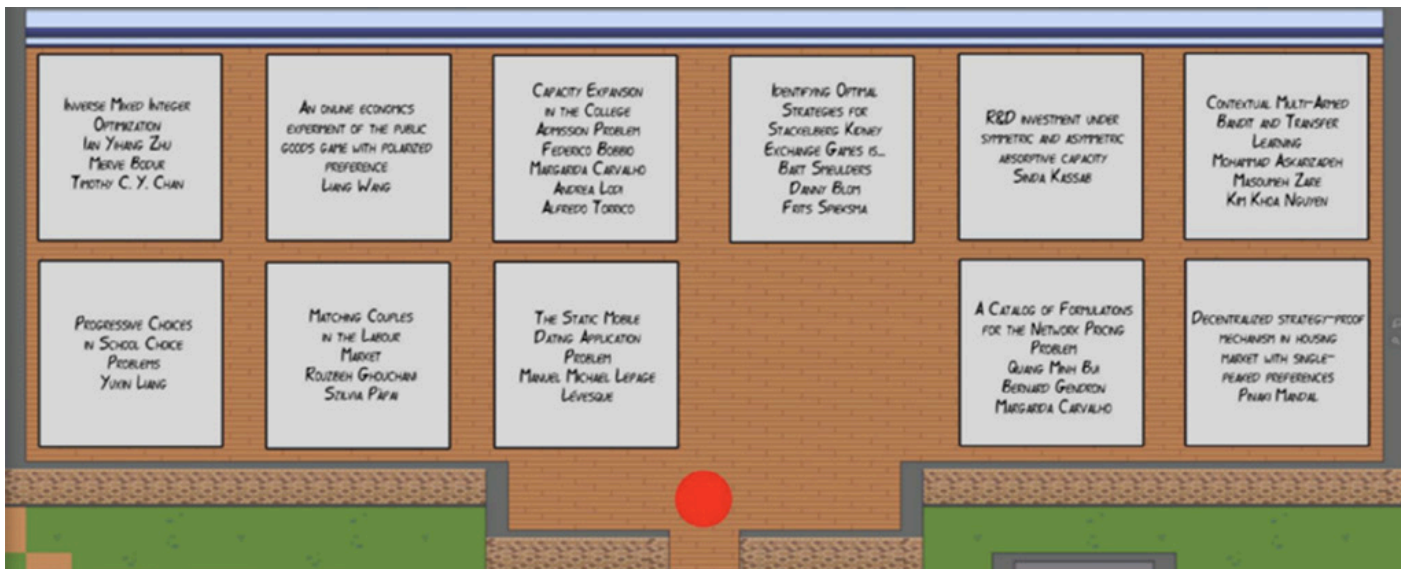 Inverse Mixed Integer
Optimization
Ian Yihang Zhu
Merve Bodur
Timothy C. Y. Chan
An online economics
experiment of the public
goods game with polarized
preference
Liang Wang
Capacity Expansion
in the College
Admission Problem
Federico Bobbio
Margarida Carvalho
Andrea Lodi
Alfredo Torrico
Identifying Optimal
Strategies for
Stackelberg Kidney
Exchange Games is...
Bart Smeulders
Danny Blom
Frits Spieksma
R&D investment under
symmetric and asymmetric
absorptive capacity
Sinda Kassab
Contextual Multi-Armed
Bandit and Transfer
Learning
Mohammad Askarizadeh
Masoumeh Zare
Kim Khoa Nguyen
Progressive Choices
in School Choice
Problems
Yuxin Liang
Matching Couples
in the Labour
Market
Rouzbeh Ghouchani
Szilvia Pápai
The Static Mobile
Dating Application
Problem
Manuel Michael Lepage
Lévesque
A Catalog of Formulations
for the Network Pricing
Problem
Quang Minh Bui
Bernard Gendron
Margarida Carvalho
Decentralized strategy-proof
mechanism in housing
market with single-
peaked preferences
Pinaki Mandal